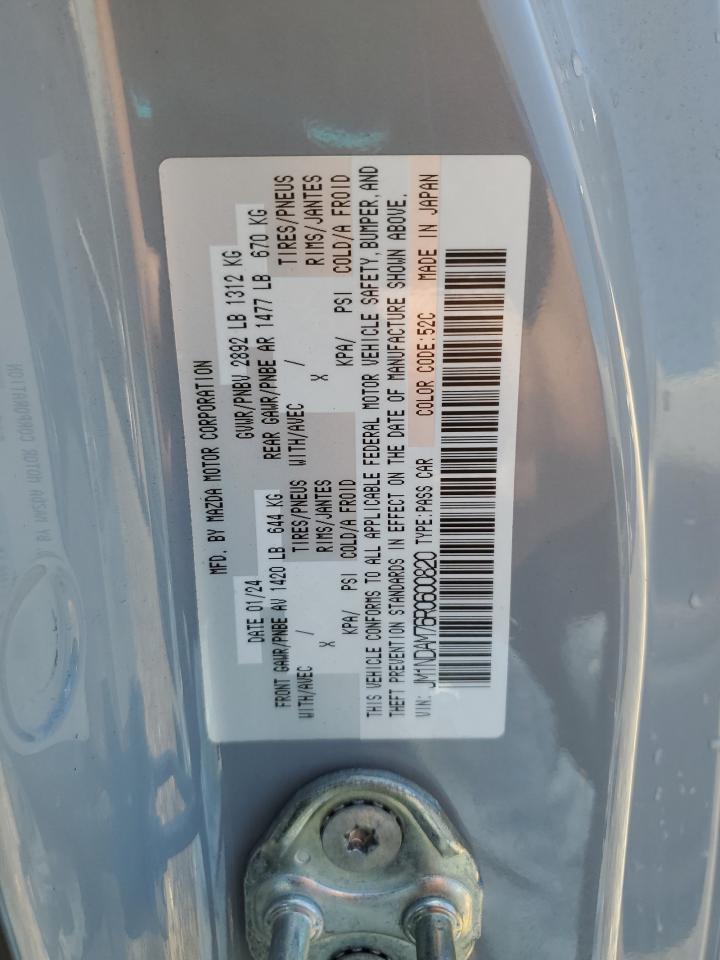 MFD. BY MAZDA MOTOR CORPORATION
DATE 01/24 GVWR/PNBV 2892 LB 1312 KG
FRONT GAWR/PNBE AV 1420 LB 644 KG REAR GAWR/PNBE AR 1477 LB 670 KG
WITH/AVEC / TIRES/PNEUS WITH/AVEC / TIRES/PNEUS
X RIMS/JANTES X RIMS/JANTES
KPA/ PSI COLD/A FROID KPA/ PSI COLD/A FROID
THIS VEHICLE CONFORMS TO ALL APPLICABLE FEDERAL MOTOR VEHICLE SAFETY, BUMPER, AND
THEFT PREVENTION STANDARDS IN EFFECT ON THE DATE OF MANUFACTURE SHOWN ABOVE.
VIN: JM1NDAM76R0600820 TYPE:PASS CAR COLOR CODE:52C MADE IN JAPAN